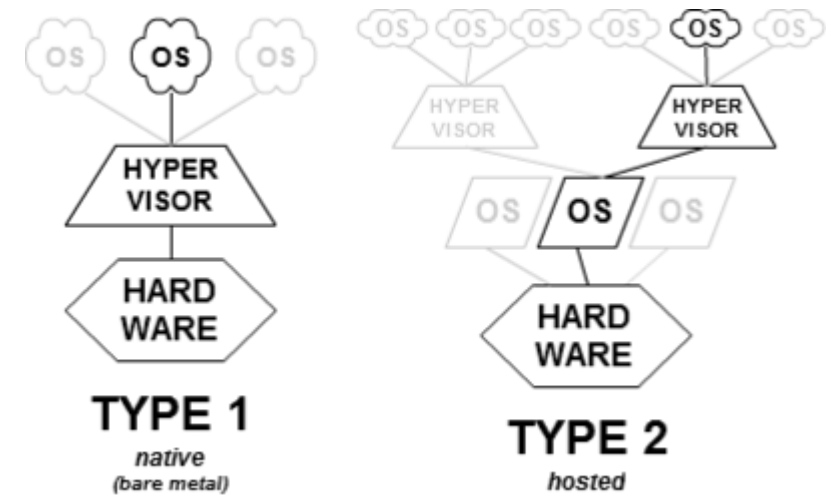 OS OS OS
HYPER
VISOR
HARD
WARE
TYPE 1
native
(bare metal)
OS OS OS OS OS OS
HYPER
VISOR
HYPER
VISOR
OS OS OS
HARD
WARE
TYPE 2
hosted